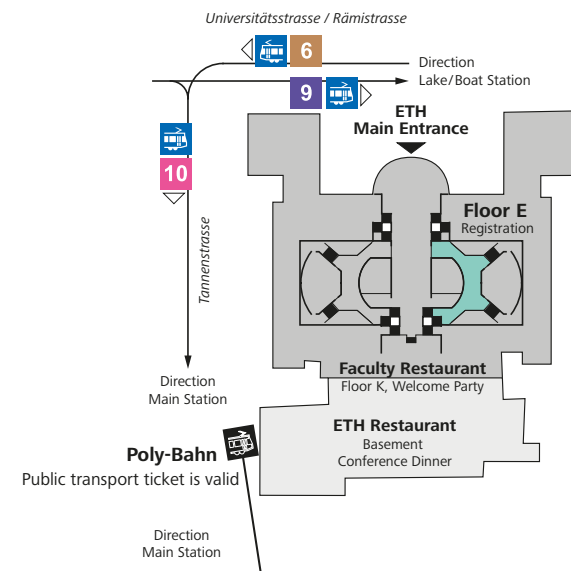 Universitätsstrasse / Rämistrasse
6
Direction
Lake/Boat Station
9
ETH
Main Entrance
10
Tannenstrasse
Floor E
Registration
Direction
Main Station
Faculty Restaurant
Floor K, Welcome Party
ETH Restaurant
Basement
Conference Dinner
Poly-Bahn
Public transport ticket is valid
Direction
Main Station